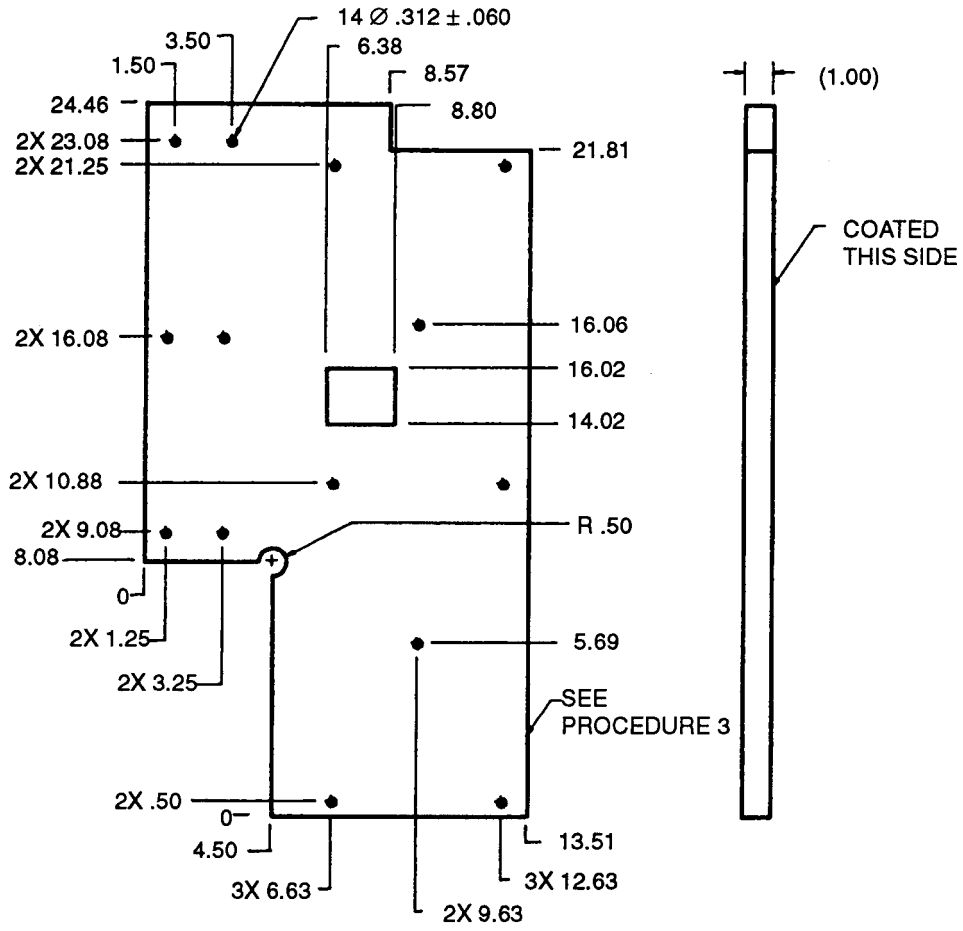 14 Ø .312 ± .060
3.50
6.38
1.50
8.57
(1.00)
24.46
8.80
2X 23.08
21.81
2X 21.25
COATED
THIS SIDE
16.06
2X 16.08
16.02
14.02
2X 10.88
2X 9.08
R .50
8.08
0
2X 1.25
5.69
2X 3.25
SEE
PROCEDURE 3
2X .50
0
4.50
13.51
3X 6.63
3X 12.63
2X 9.63